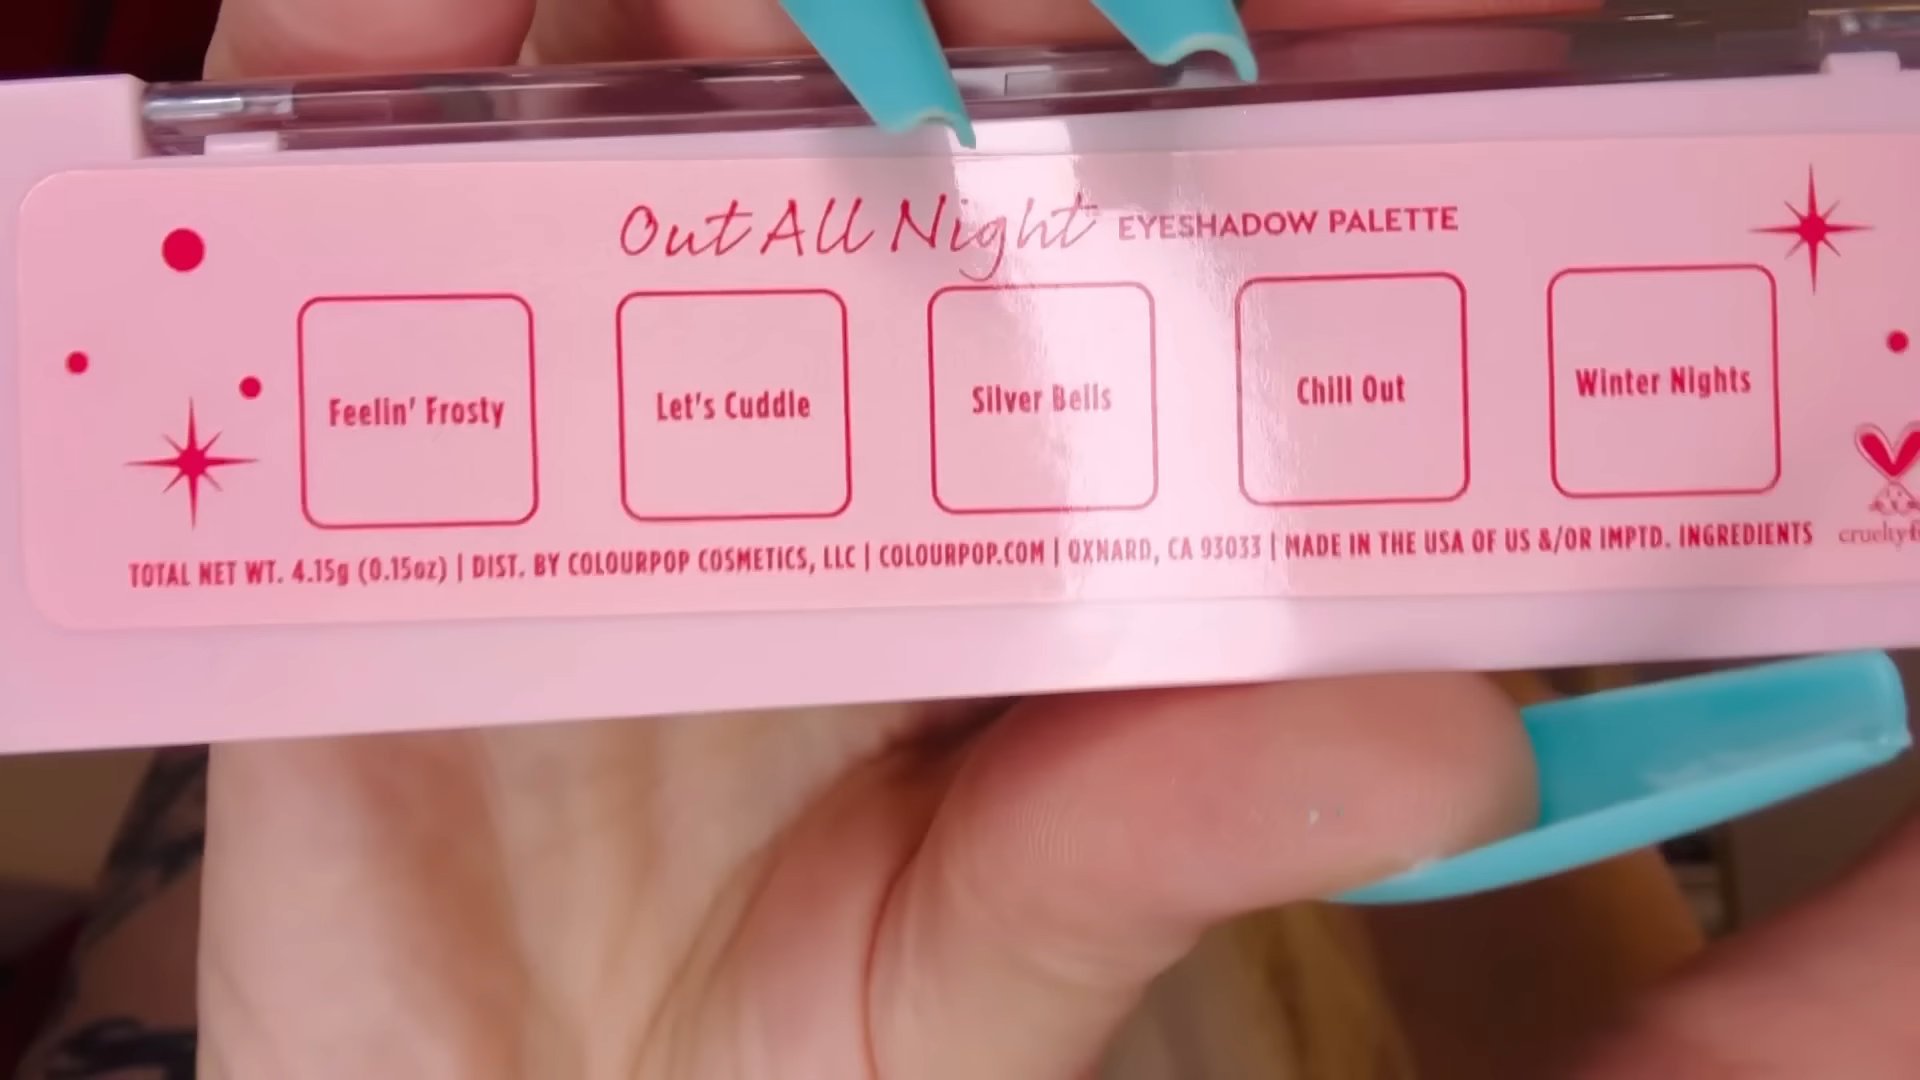 Out All Night EYESHADOW PALETTE
Feelin' Frosty
Let's Cuddle
Silver Bells
Chill Out
Winter Nights
TOTAL NET WT. 4.15g (0.15oz) | DIST. BY COLOURPOP COSMETICS, LLC | COLOURPOP.COM | OXNARD, CA 93033 | MADE IN THE USA OF US &/OR IMPTD. INGREDIENTS
crueltyf